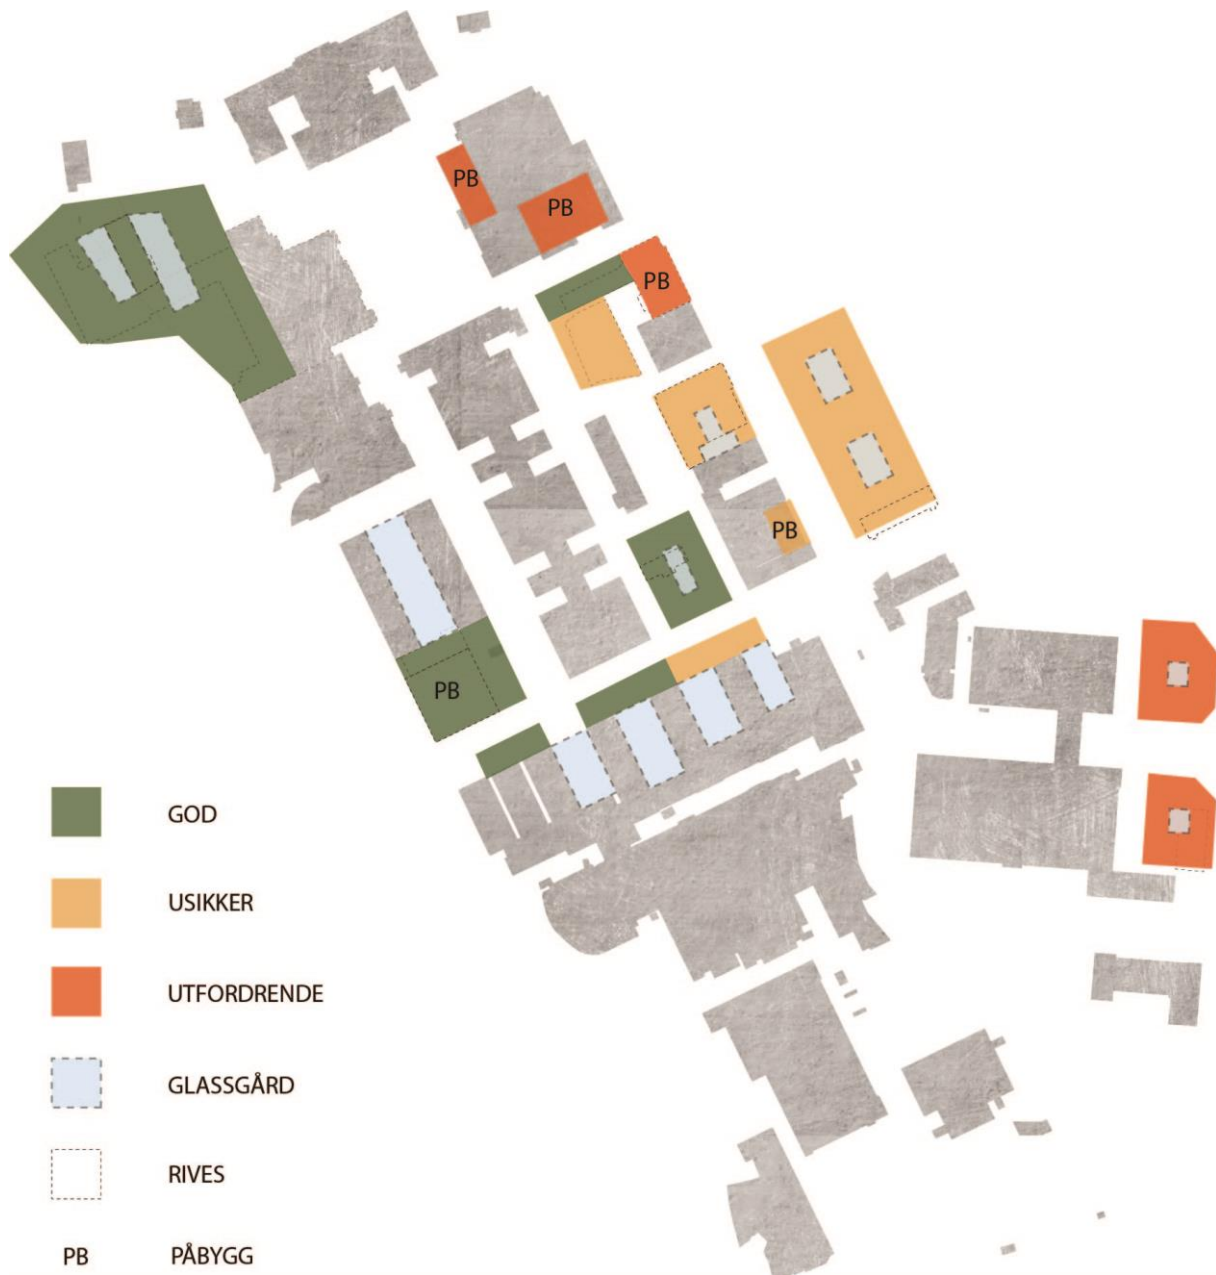 PB
PB
PB
PB
PB
GOD
USIKKER
UTFORDRENDE
GLASSGÅRD
RIVES
PB PÅBYGG